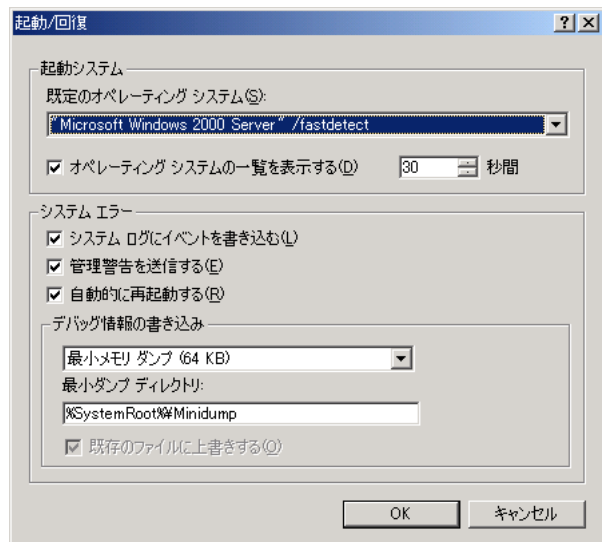 起動/回復
起動システム
既定のオペレーティング システム(S):
"Microsoft Windows 2000 Server" /fastdetect
オペレーティング システムの一覧を表示する(D) 30 秒間
システム エラー
システム ログにイベントを書き込む(L)
管理警告を送信する(E)
自動的に再起動する(R)
デバッグ情報の書き込み
最小メモリ ダンプ (64 KB)
最小ダンプ ディレクトリ:
%SystemRoot%¥Minidump
既存のファイルに上書きする(O)
OK キャンセル